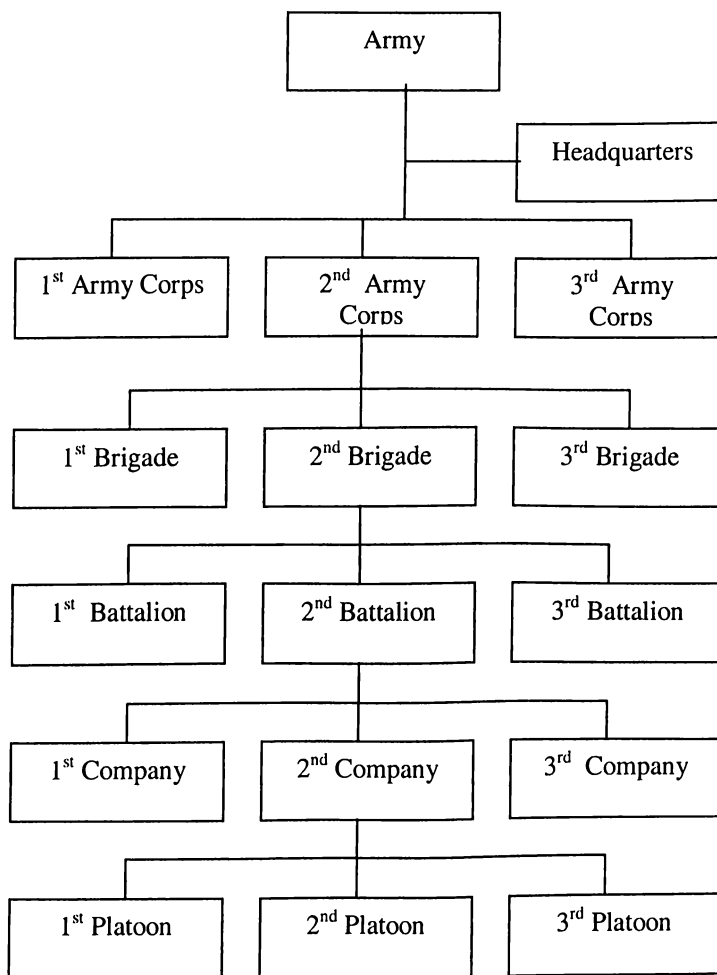 Army
Headquarters
1st Army Corps
2nd Army
Corps
3rd Army
Corps
1st Brigade
2nd Brigade
3rd Brigade
1st Battalion
2nd Battalion
3rd Battalion
1st Company
2nd Company
3rd Company
1st Platoon
2nd Platoon
3rd Platoon